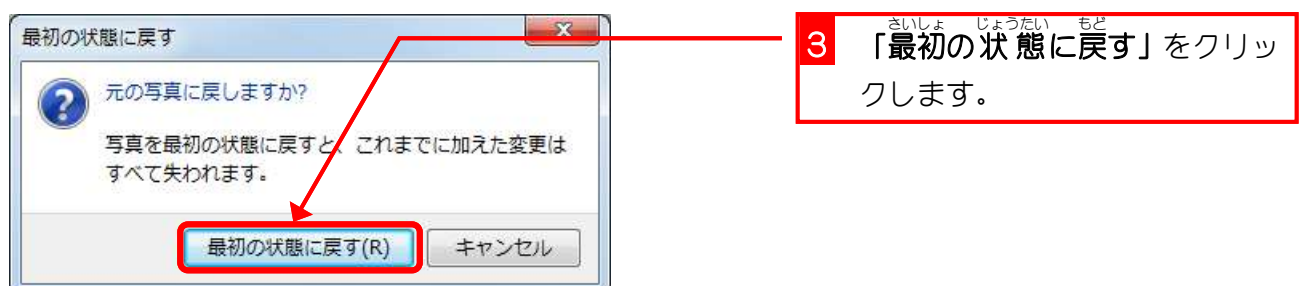 最初の状態に戻す
元の写真に戻しますか?
写真を最初の状態に戻すと、これまでに加えた変更は
すべて失われます。
最初の状態に戻す(R) キャンセル
さいしょ じょうたい もど
3 「最初の状態に戻す」をクリッ
クします。